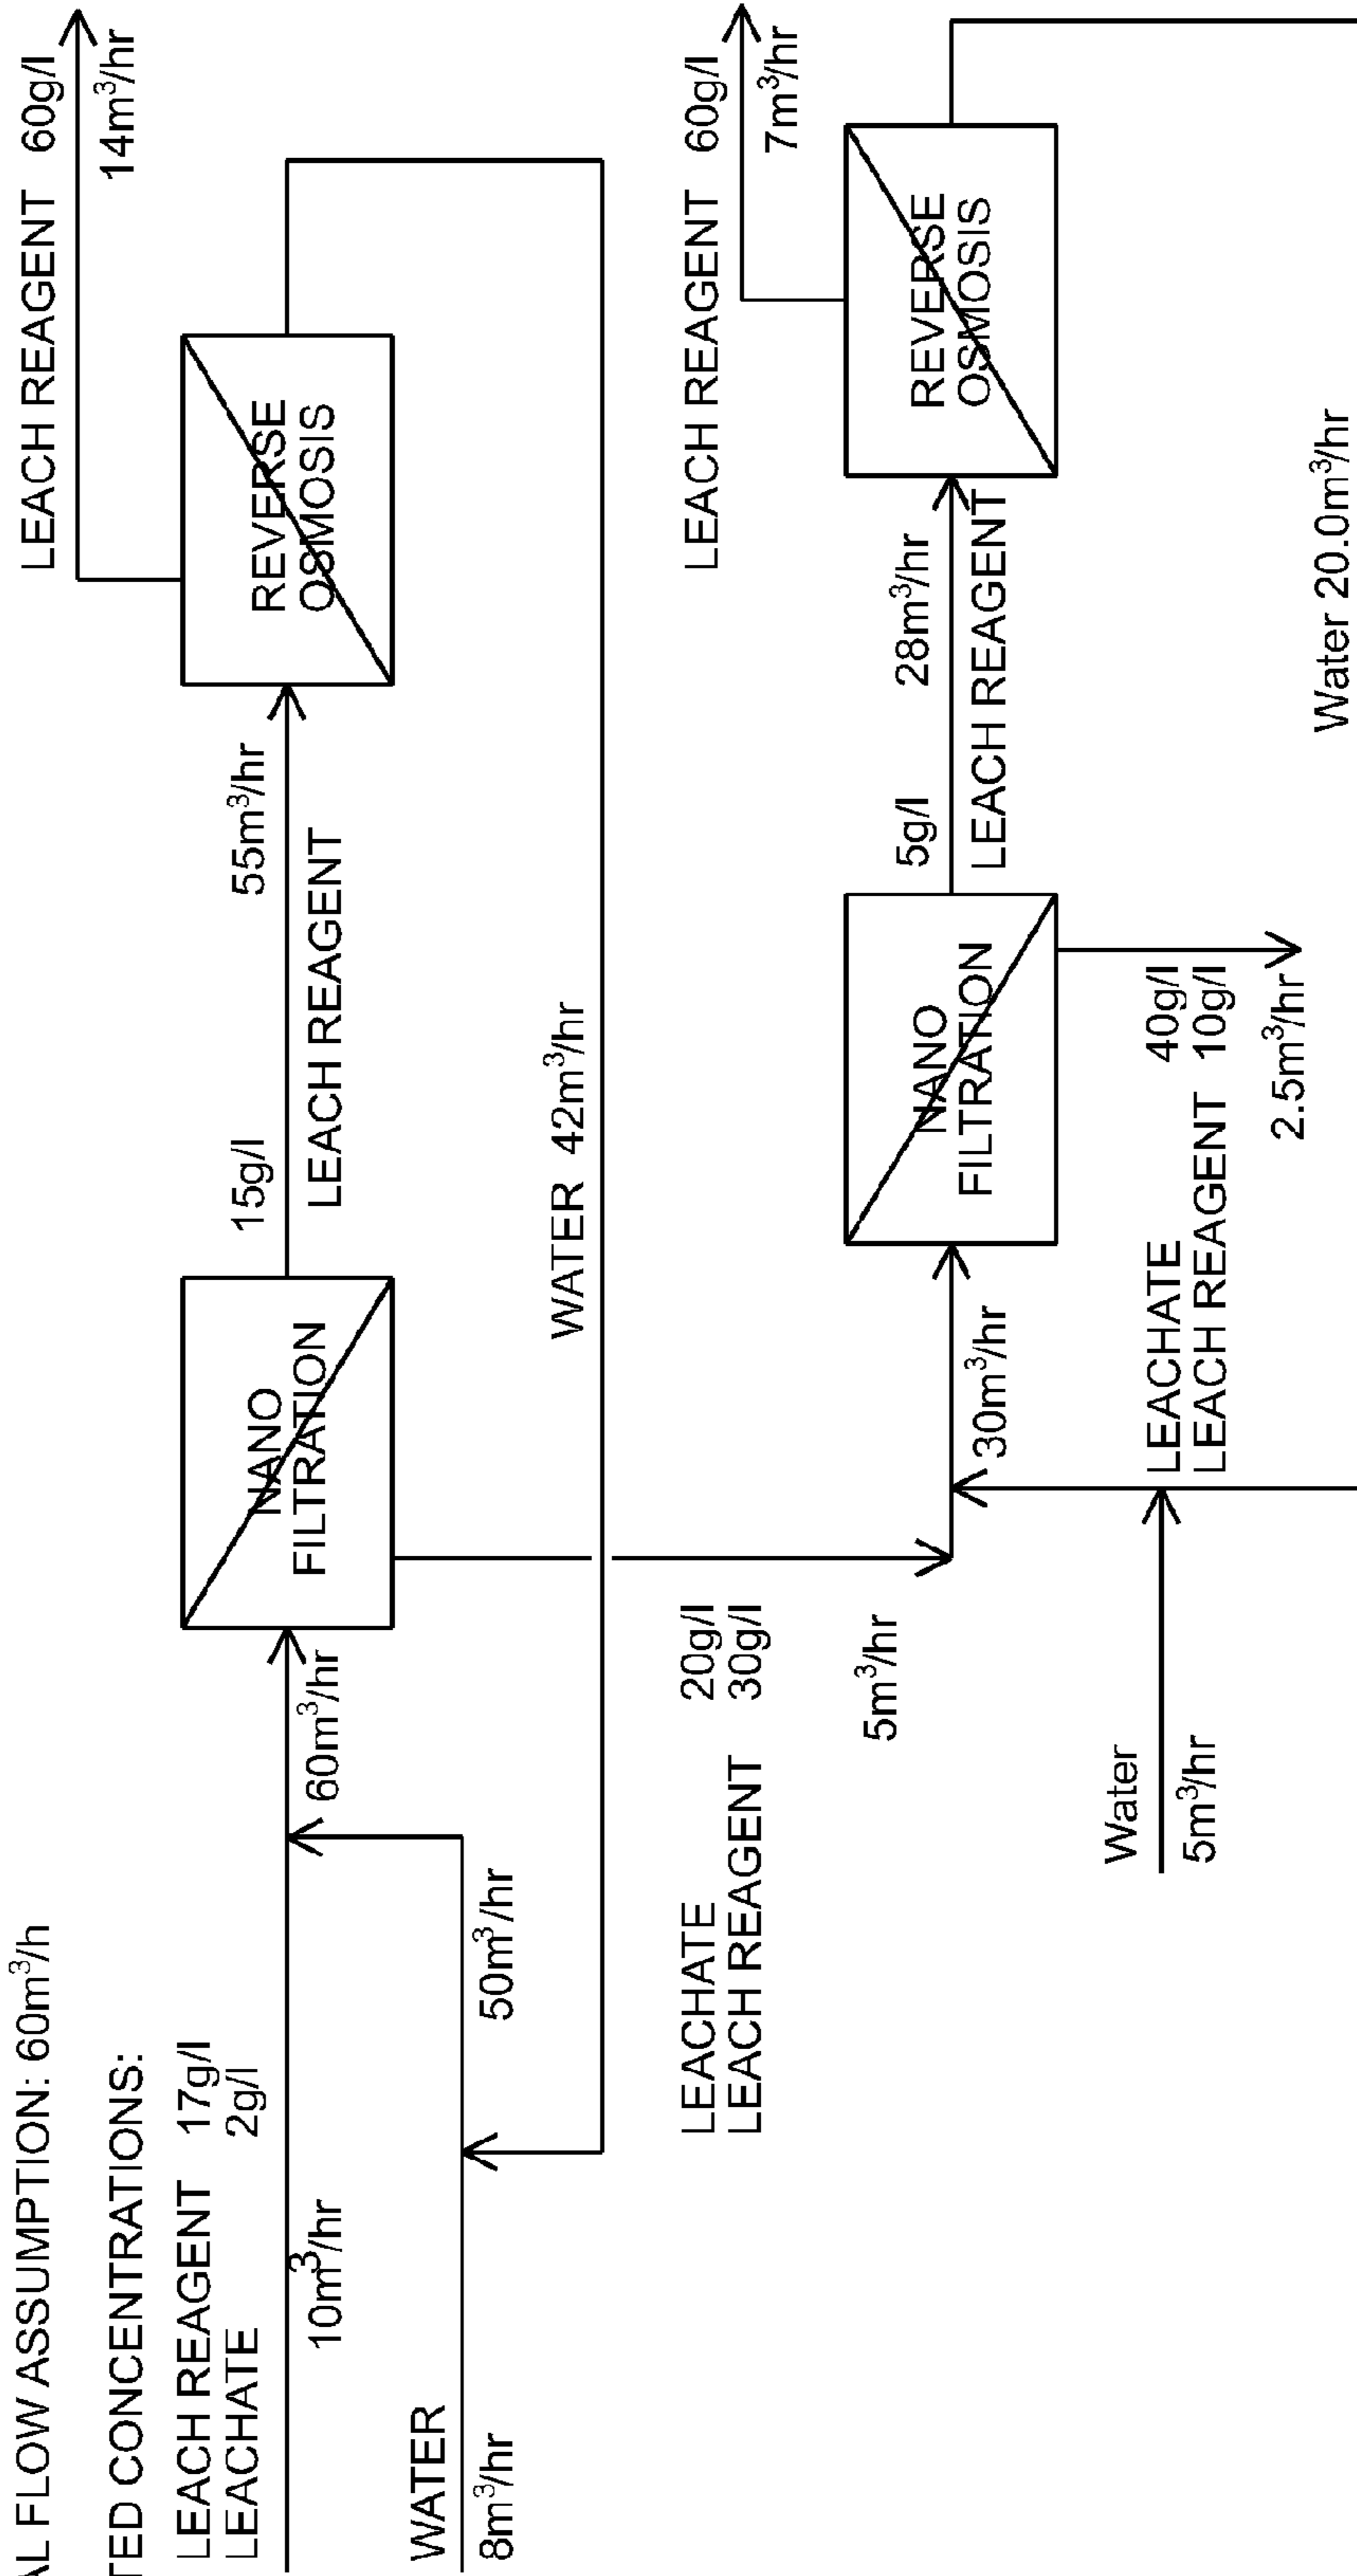 AL FLOW ASSUMPTION: 60m³/h
TED CONCENTRATIONS:
LEACH REAGENT 17g/l
LEACHATE 2g/l
10m³/hr
WATER
8m³/hr
50m³/hr
60m³/hr
NANO
FILTRATION
15g/l
55m³/hr
LEACH REAGENT
REVERSE
OSMOSIS
LEACH REAGENT 60g/l
14m³/hr
WATER 42m³/hr
LEACHATE 20g/l
LEACH REAGENT 30g/l
5m³/hr
Water
5m³/hr
30m³/hr
NANO
FILTRATION
LEACHATE 40g/l
LEACH REAGENT 10g/l
2.5m³/hr
5g/l
28m³/hr
LEACH REAGENT
REVERSE
OSMOSIS
LEACH REAGENT 60g/l
7m³/hr
Water 20.0m³/hr